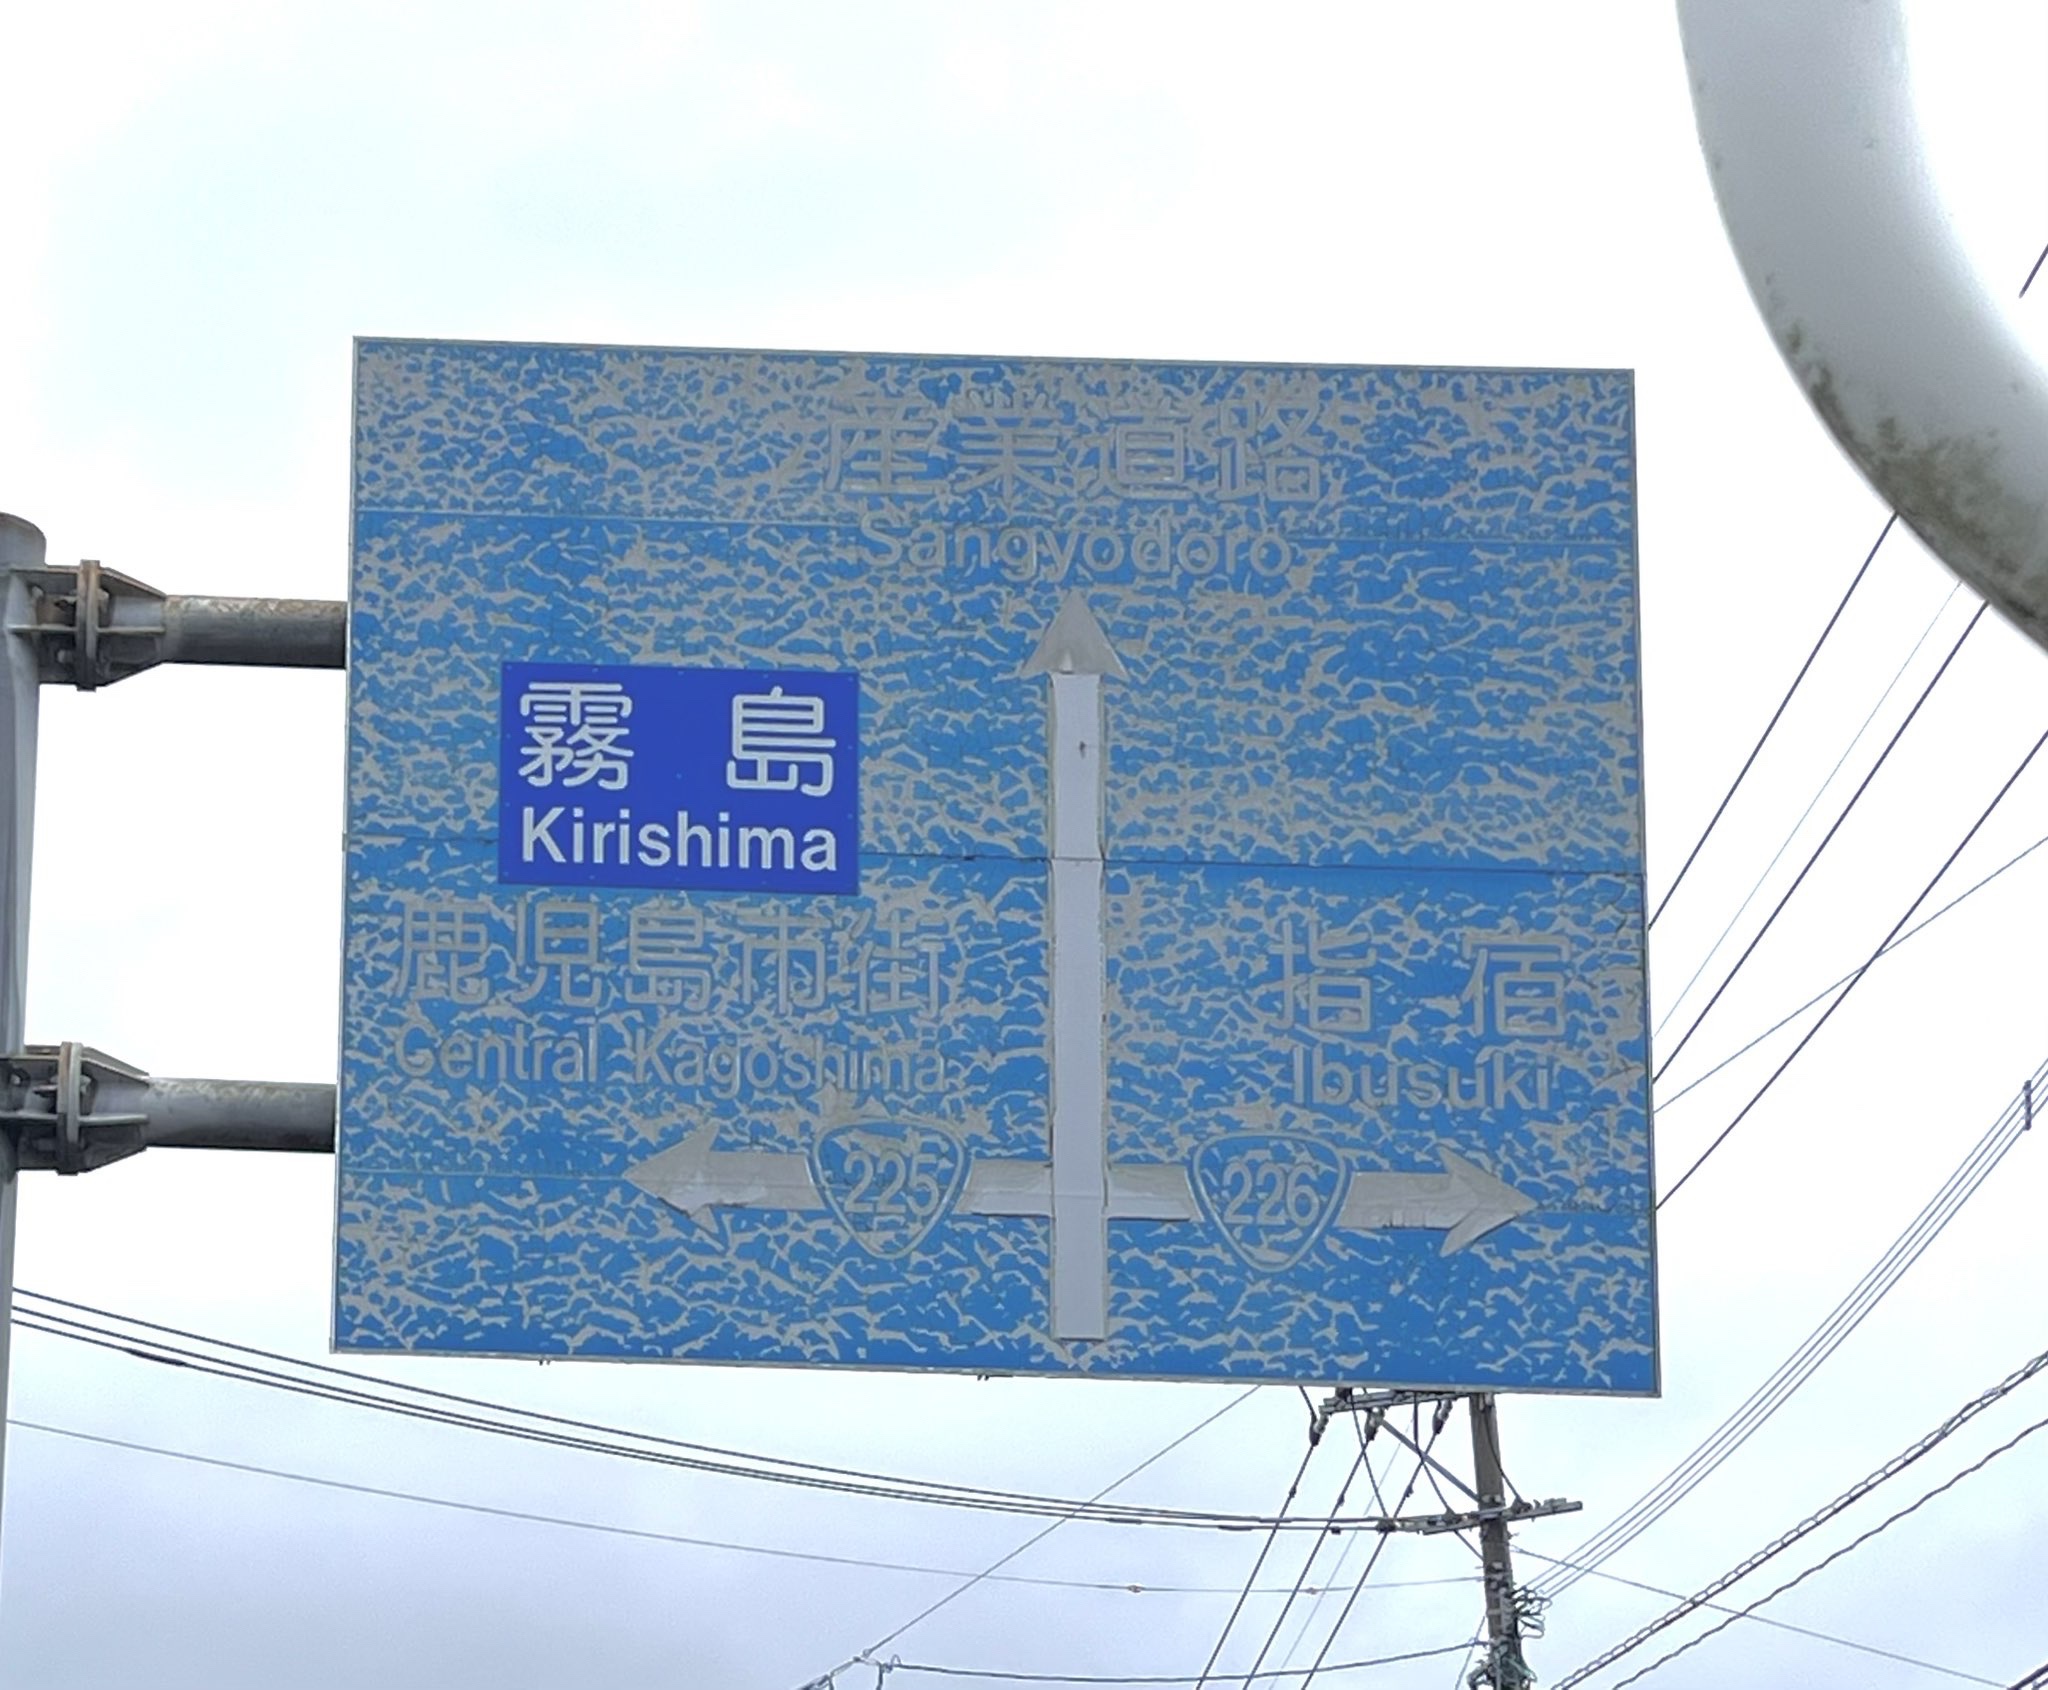 産業道路
Sangyodoro
霧島
Kirishima
鹿児島市街
Central Kagoshima
指宿
Ibusuki
225
226